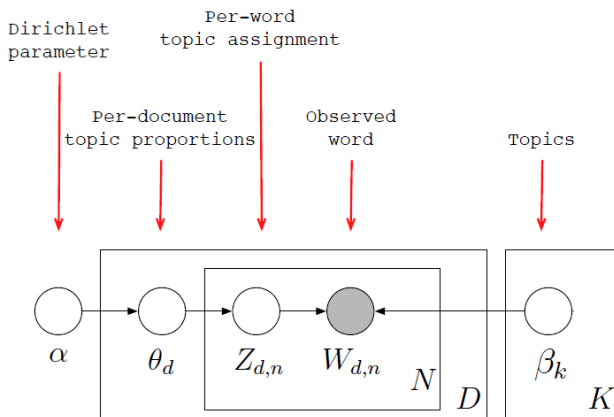 Dirichlet
parameter
Per-word
topic assignment
Per-document
topic proportions
Observed
word
Topics
α
θ_d
Z_{d,n}
W_{d,n}
N
D
β_k
K